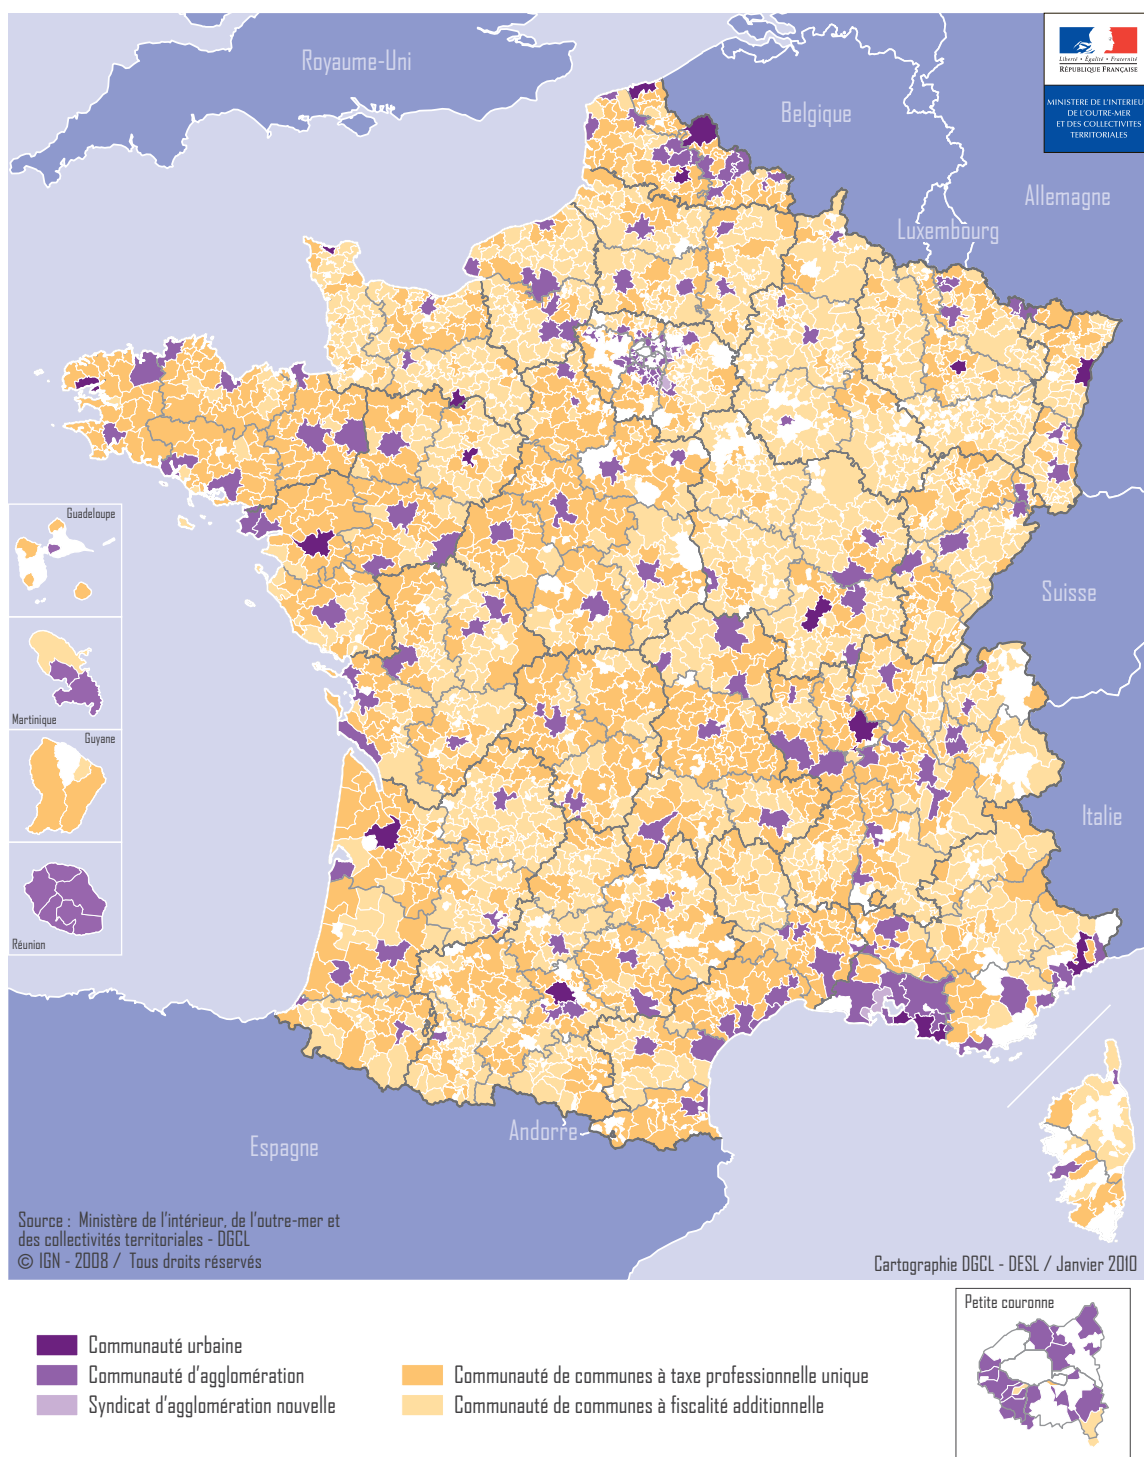 Royaume-Uni
Belgique
Liberté • Égalité • Fraternité
RÉPUBLIQUE FRANÇAISE
MINISTERE DE L'INTERIEU
DE L'OUTRE-MER
ET DES COLLECTIVITES
TERRITORIALES
Allemagne
Luxembourg
Guadeloupe
Suisse
Martinique
Guyane
Italie
Réunion
Andorre
Espagne
Source : Ministère de l'intérieur, de l'outre-mer et
des collectivités territoriales - DGCL
© IGN - 2008 / Tous droits réservés
Cartographie DGCL - DESL / Janvier 2010
Petite couronne
Communauté urbaine
Communauté d'agglomération
Syndicat d'agglomération nouvelle
Communauté de communes à taxe professionnelle unique
Communauté de communes à fiscalité additionnelle